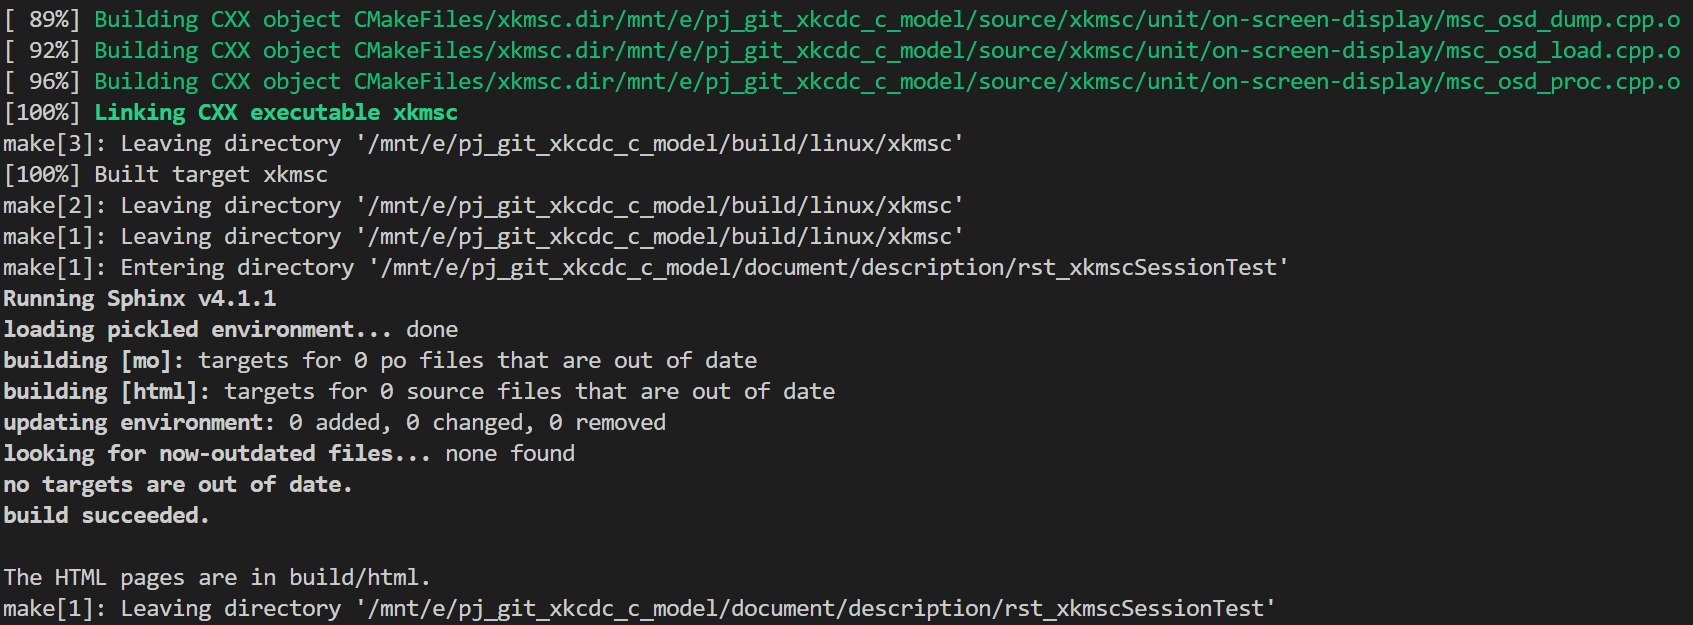 [ 89%] Building CXX object CMakeFiles/xkmsc.dir/mnt/e/pj_git_xkcdc_c_model/source/xkmsc/unit/on-screen-display/msc_osd_dump.cpp.o
[ 92%] Building CXX object CMakeFiles/xkmsc.dir/mnt/e/pj_git_xkcdc_c_model/source/xkmsc/unit/on-screen-display/msc_osd_load.cpp.o
[ 96%] Building CXX object CMakeFiles/xkmsc.dir/mnt/e/pj_git_xkcdc_c_model/source/xkmsc/unit/on-screen-display/msc_osd_proc.cpp.o
[100%] Linking CXX executable xkmsc
make[3]: Leaving directory '/mnt/e/pj_git_xkcdc_c_model/build/linux/xkmsc'
[100%] Built target xkmsc
make[2]: Leaving directory '/mnt/e/pj_git_xkcdc_c_model/build/linux/xkmsc'
make[1]: Leaving directory '/mnt/e/pj_git_xkcdc_c_model/build/linux/xkmsc'
make[1]: Entering directory '/mnt/e/pj_git_xkcdc_c_model/document/description/rst_xkmscSessionTest'
Running Sphinx v4.1.1
loading pickled environment... done
building [mo]: targets for 0 po files that are out of date
building [html]: targets for 0 source files that are out of date
updating environment: 0 added, 0 changed, 0 removed
looking for now-outdated files... none found
no targets are out of date.
build succeeded.

The HTML pages are in build/html.
make[1]: Leaving directory '/mnt/e/pj_git_xkcdc_c_model/document/description/rst_xkmscSessionTest'